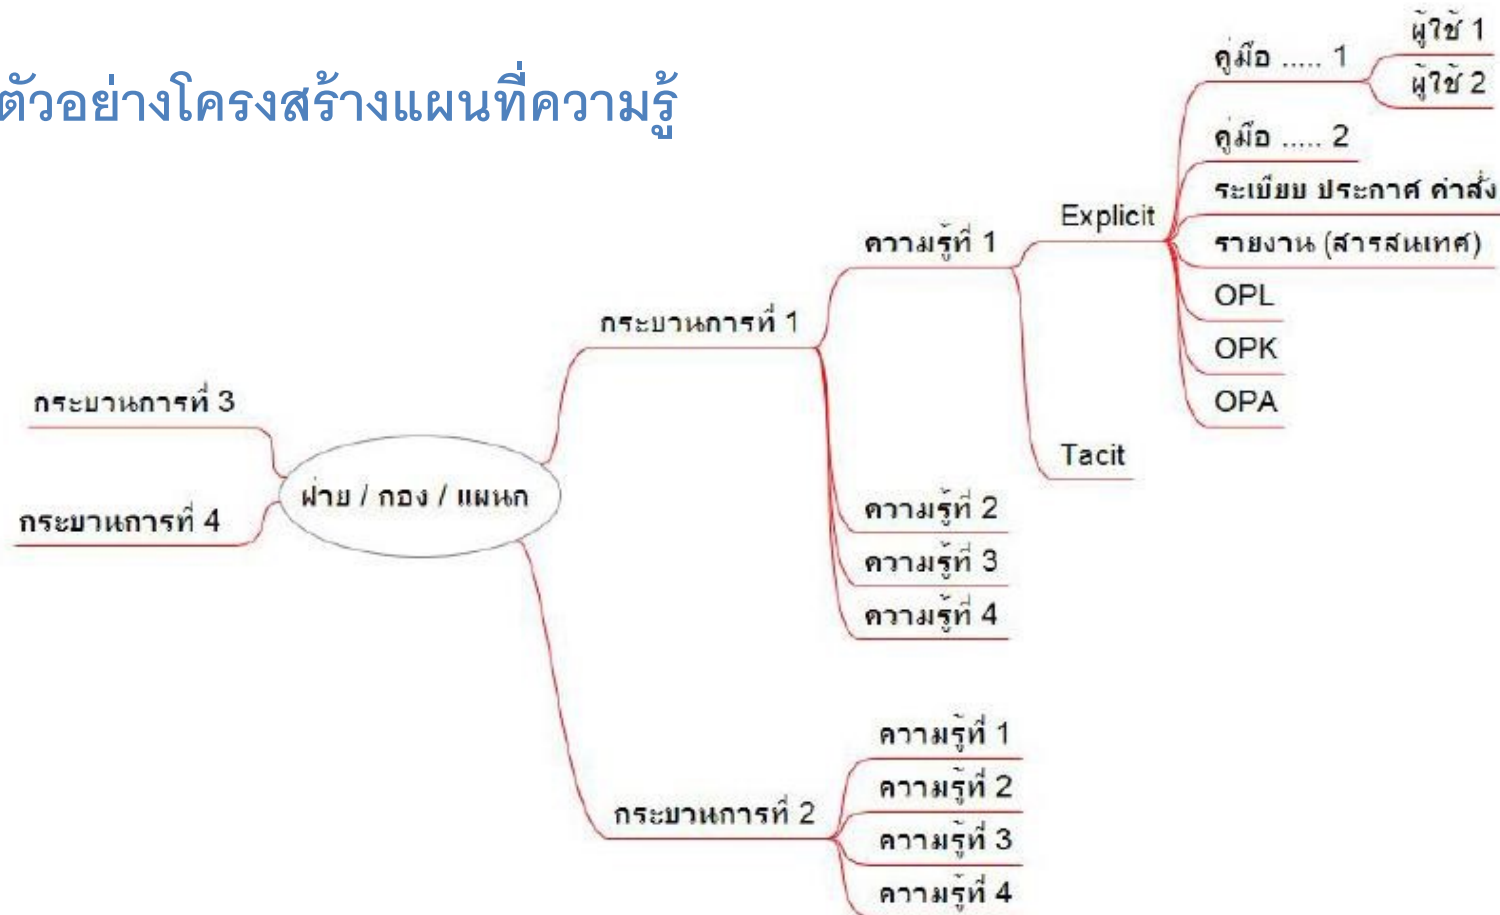 ตัวอย่างโครงสร้างแผนที่ความรู้
ผู้ใช้ 1
คู่มือ ..... 1
ผู้ใช้ 2
คู่มือ ..... 2
ระเบียบ ประกาศ คำสั่ง
Explicit
ความรู้ที่ 1
รายงาน (สารสนเทศ)
OPL
กระบวนการที่ 1
OPK
กระบวนการที่ 3
OPA
Tacit
ฝ่าย / กอง / แผนก
ความรู้ที่ 2
กระบวนการที่ 4
ความรู้ที่ 3
ความรู้ที่ 4
ความรู้ที่ 1
ความรู้ที่ 2
กระบวนการที่ 2
ความรู้ที่ 3
ความรู้ที่ 4